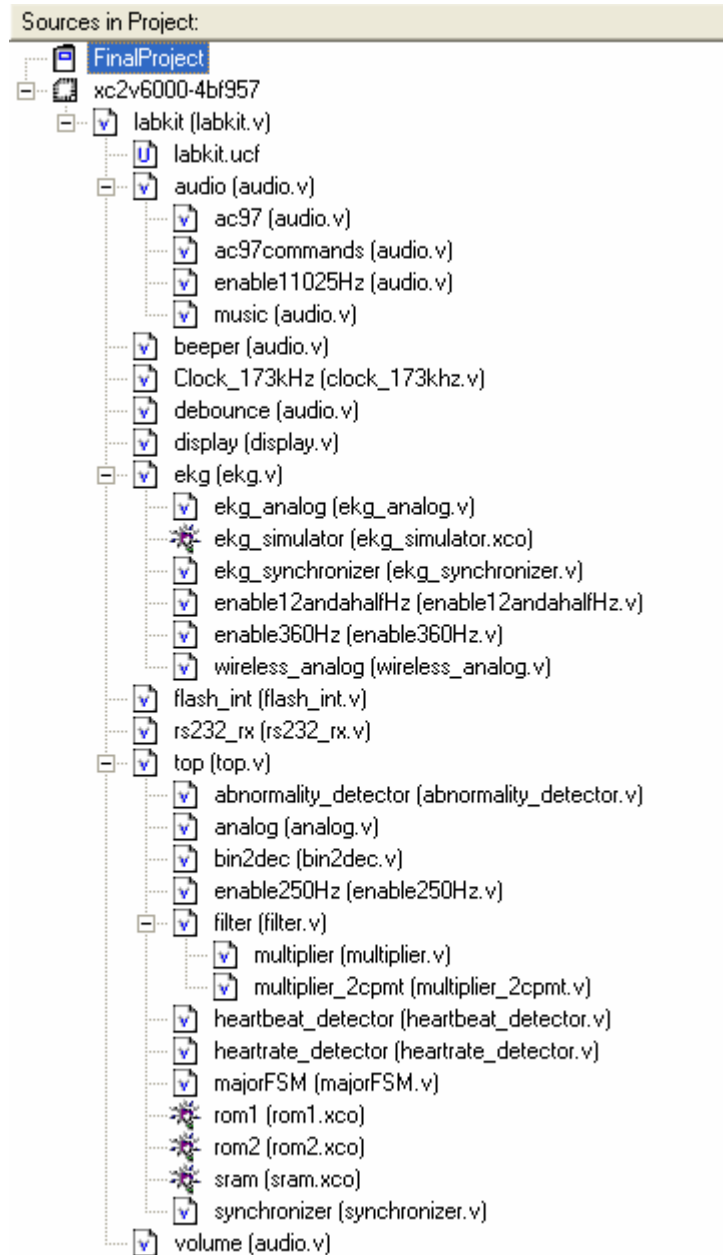 Sources in Project:
FinalProject
xc2v6000-4bf957
labkit (labkit.v)
labkit.ucf
audio (audio.v)
ac97 (audio.v)
ac97commands (audio.v)
enable11025Hz (audio.v)
music (audio.v)
beeper (audio.v)
Clock_173kHz (clock_173khz.v)
debounce (audio.v)
display (display.v)
ekg (ekg.v)
ekg_analog (ekg_analog.v)
ekg_simulator (ekg_simulator.xco)
ekg_synchronizer (ekg_synchronizer.v)
enable12andahalfHz (enable12andahalfHz.v)
enable360Hz (enable360Hz.v)
wireless_analog (wireless_analog.v)
flash_int (flash_int.v)
rs232_rx (rs232_rx.v)
top (top.v)
abnormality_detector (abnormality_detector.v)
analog (analog.v)
bin2dec (bin2dec.v)
enable250Hz (enable250Hz.v)
filter (filter.v)
multiplier (multiplier.v)
multiplier_2cpmt (multiplier_2cpmt.v)
heartbeat_detector (heartbeat_detector.v)
heartrate_detector (heartrate_detector.v)
majorFSM (majorFSM.v)
rom1 (rom1.xco)
rom2 (rom2.xco)
sram (sram.xco)
synchronizer (synchronizer.v)
volume (audio.v)